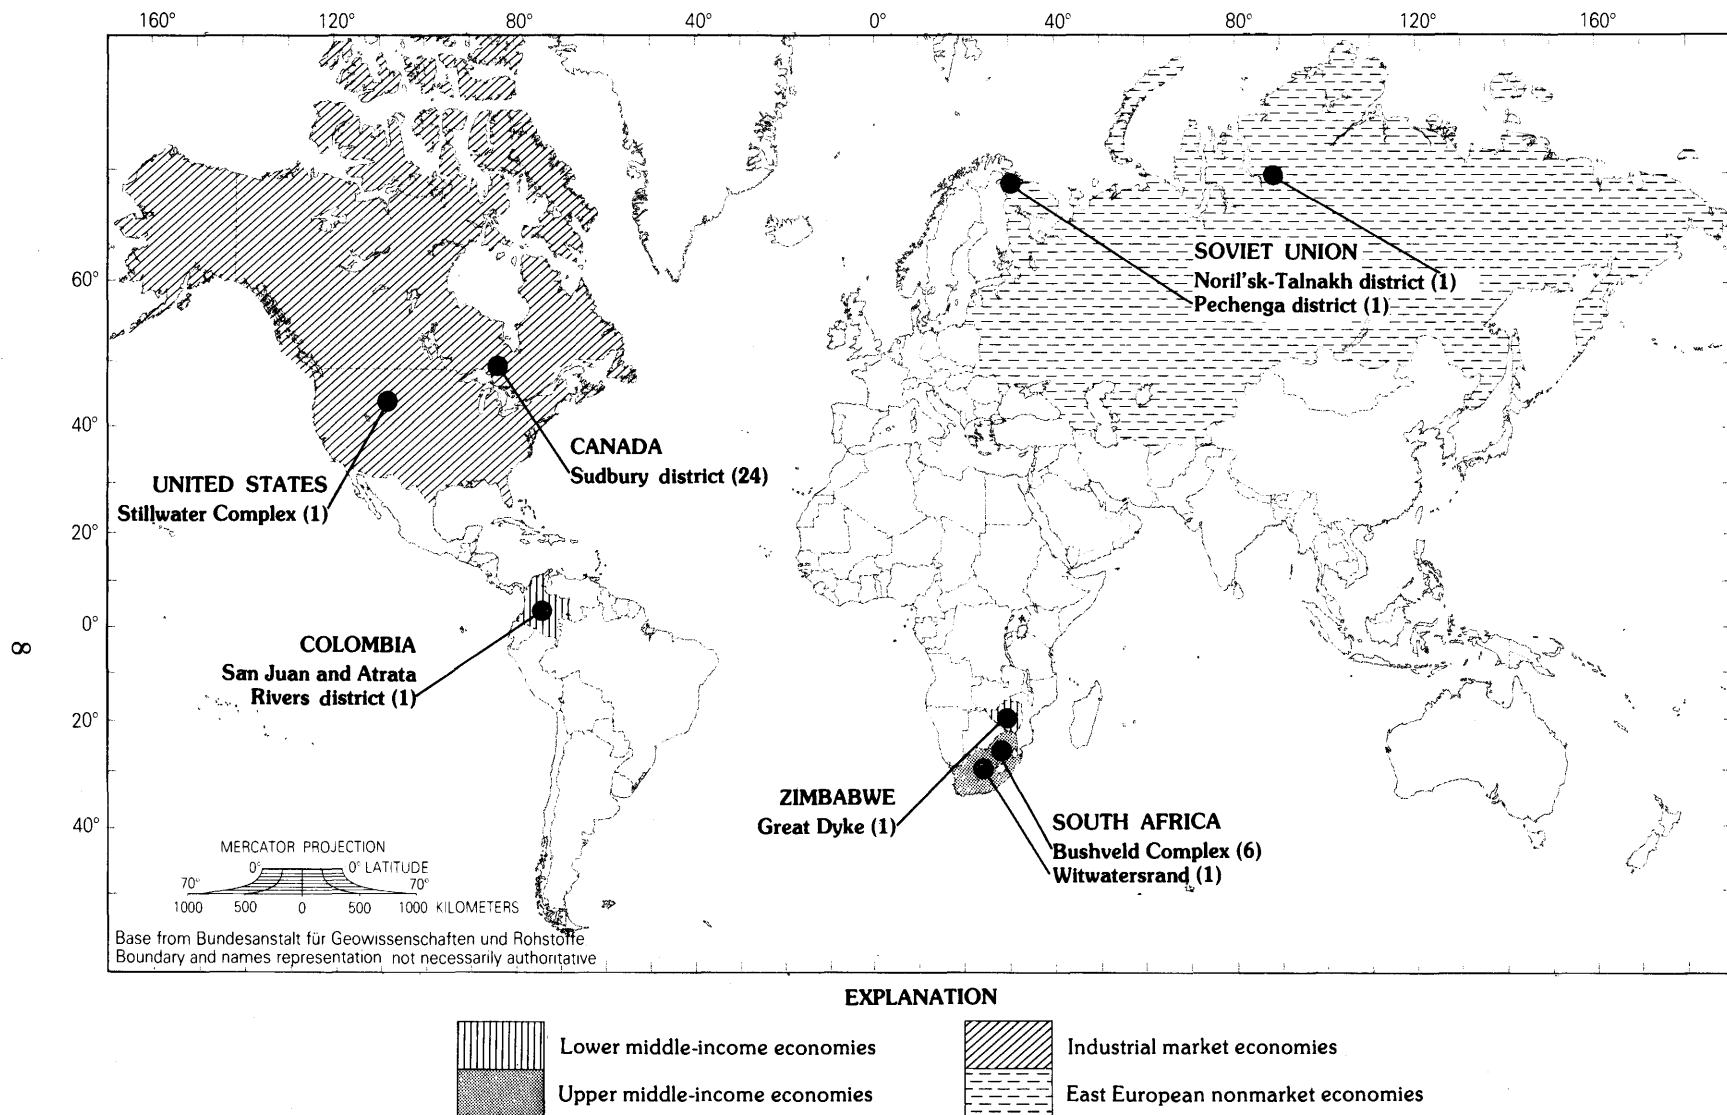 160° 120° 80° 40° 0° 40° 80° 120° 160°
SOVIET UNION
Noril'sk-Talnakh district (1)
Pechenga district (1)
60°
40°
CANADA
Sudbury district (24)
UNITED STATES
Stillwater Complex (1)
20°
0°
COLOMBIA
San Juan and Atrata
Rivers district (1)
8
20°
ZIMBABWE
Great Dyke (1)
SOUTH AFRICA
Bushveld Complex (6)
Witwatersrand (1)
40°
MERCATOR PROJECTION
0° 0° LATITUDE
70° 70°
1000 500 0 500 1000 KILOMETERS
Base from Bundesanstalt für Geowissenschaften und Rohstoffe
Boundary and names representation not necessarily authoritative
EXPLANATION
Lower middle-income economies
Industrial market economies
Upper middle-income economies
East European nonmarket economies